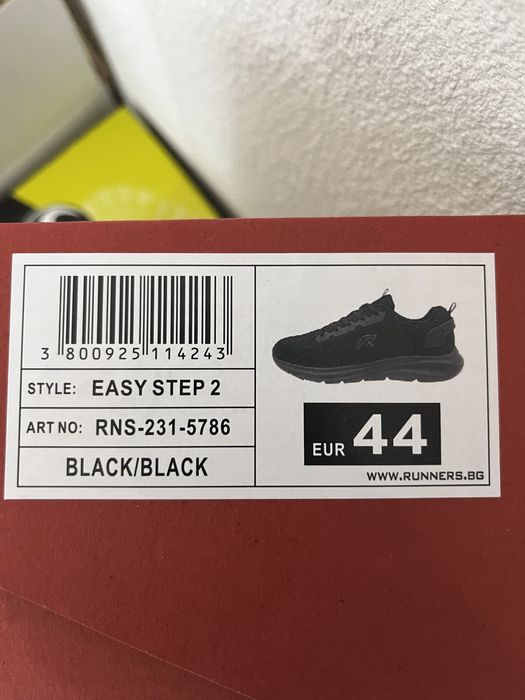 3 800925 114243
STYLE: EASY STEP 2
ART NO: RNS-231-5786
BLACK/BLACK
R
EUR 44
WWW.RUNNERS.BG